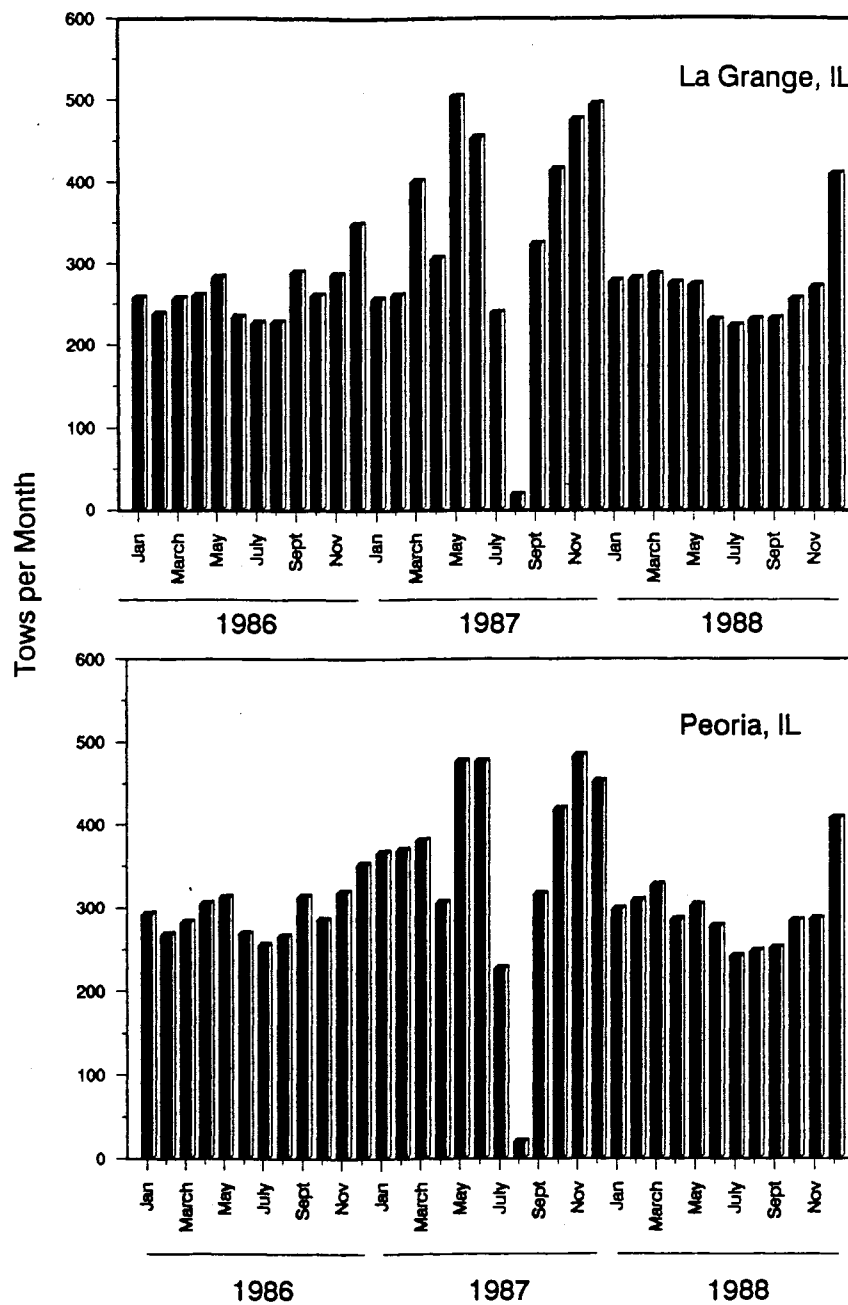 Tows per Month
600
500
400
300
200
100
0
La Grange, IL
Jan March May July Sept Nov Jan March May July Sept Nov Jan March May July Sept Nov
1986 1987 1988
600
500
400
300
200
100
0
Peoria, IL
Jan March May July Sept Nov Jan March May July Sept Nov Jan March May July Sept Nov
1986 1987 1988